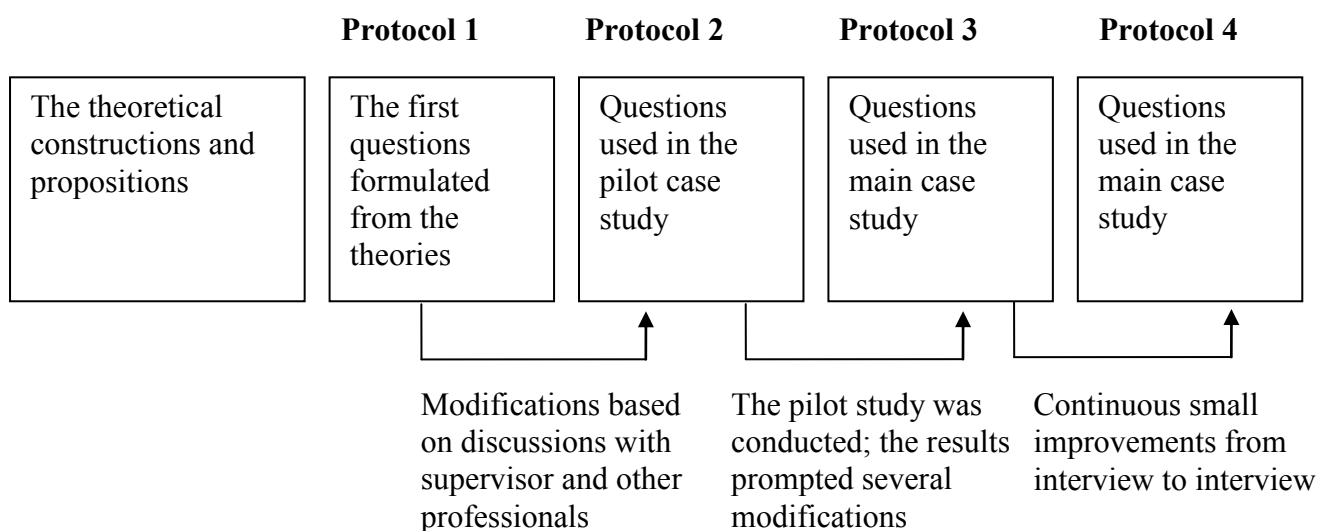 Protocol 1
Protocol 2
Protocol 3
Protocol 4
The theoretical
constructions and
propositions
The first
questions
formulated
from the
theories
Questions
used in the
pilot case
study
Questions
used in the
main case
study
Questions
used in the
main case
study
Modifications based
on discussions with
supervisor and other
professionals
The pilot study was
conducted; the results
prompted several
modifications
Continuous small
improvements from
interview to interview